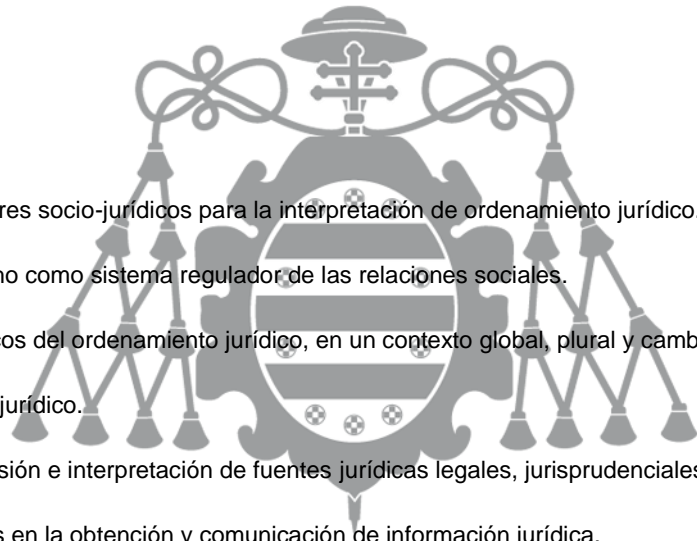 res socio-jurídicos para la interpretación de ordenamiento jurídico.
no como sistema regulador de las relaciones sociales.
cos del ordenamiento jurídico, en un contexto global, plural y camb
jurídico.
sión e interpretación de fuentes jurídicas legales, jurisprudenciales
s en la obtención y comunicación de información jurídica.